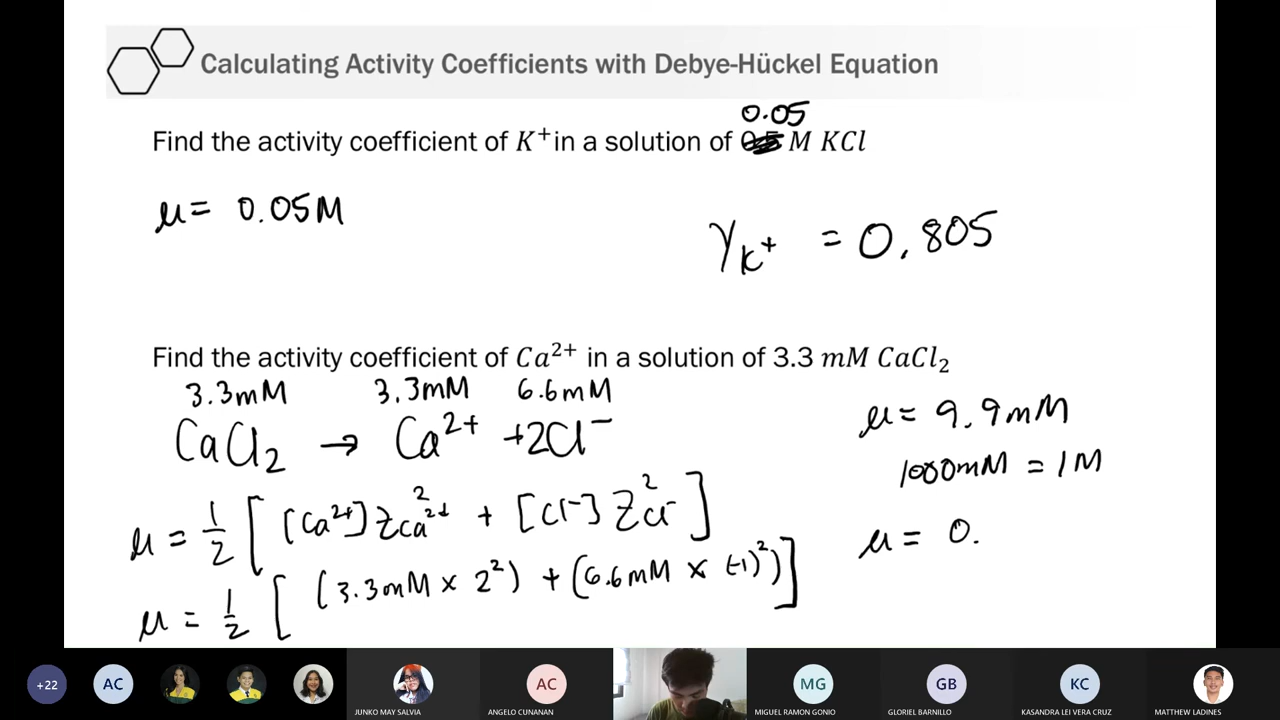 Calculating Activity Coefficients with Debye-Hückel Equation
0.05
Find the activity coefficient of K⁺ in a solution of M KCl
μ = 0.05M
γK⁺ = 0.805
Find the activity coefficient of Ca²⁺ in a solution of 3.3 mM CaCl₂
3.3mM 3.3mM 6.6mM
CaCl₂ → Ca²⁺ +2Cl⁻
μ = 9.9mM
1000mM = 1M
μ = 1/2 [ [Ca²⁺]Zca²⁺² + [Cl⁻] Zcl⁻² ]
μ = 0.
μ = 1/2 [ (3.3mM × 2²) + (6.6mM × (-1)²) ]
+22
AC
JUNKO MAY SALVIA
AC
ANGELO CUNANAN
MG
MIGUEL RAMON GONIO
GB
GLORIEL BARNILLO
KC
KASANDRA LEI VERA CRUZ
MATTHEW LADINES